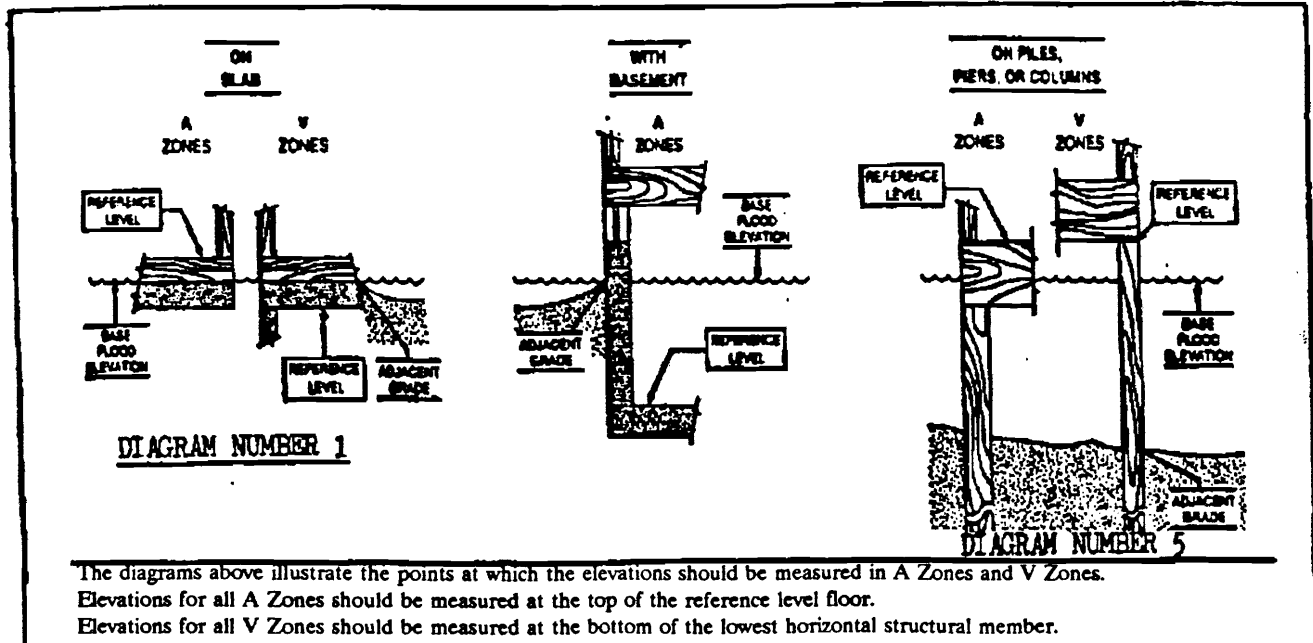 ON
SLAB
A
ZONES
V
ZONES
REFERENCE
LEVEL
BASE
FLOOD
ELEVATION
REFERENCE
LEVEL
ADJACENT
GRADE
DIAGRAM NUMBER 1
WITH
BASEMENT
A
ZONES
BASE
FLOOD
ELEVATION
ADJACENT
GRADE
REFERENCE
LEVEL
ON PILES,
PIERS, OR COLUMNS
A
ZONES
V
ZONES
REFERENCE
LEVEL
REFERENCE
LEVEL
BASE
FLOOD
ELEVATION
ADJACENT
GRADE
DIAGRAM NUMBER 5
The diagrams above illustrate the points at which the elevations should be measured in A Zones and V Zones.
Elevations for all A Zones should be measured at the top of the reference level floor.
Elevations for all V Zones should be measured at the bottom of the lowest horizontal structural member.